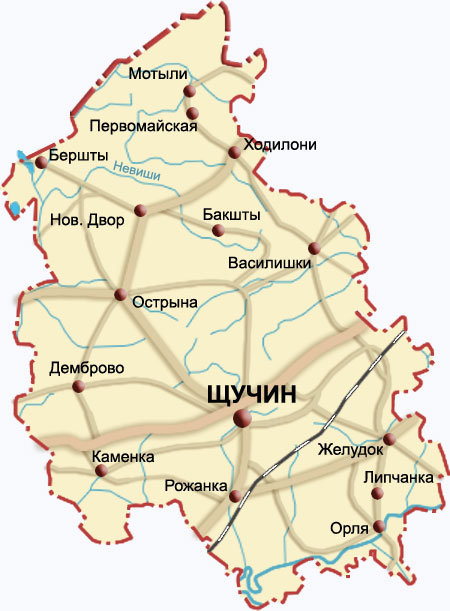 Мотыли
Первомайская
Ходилони
Бершты
Невиши
Нов. Двор
Бакшты
Василишки
Острына
Демброво
ЩУЧИН
Желудок
Каменка
Рожанка
Липчанка
Орля